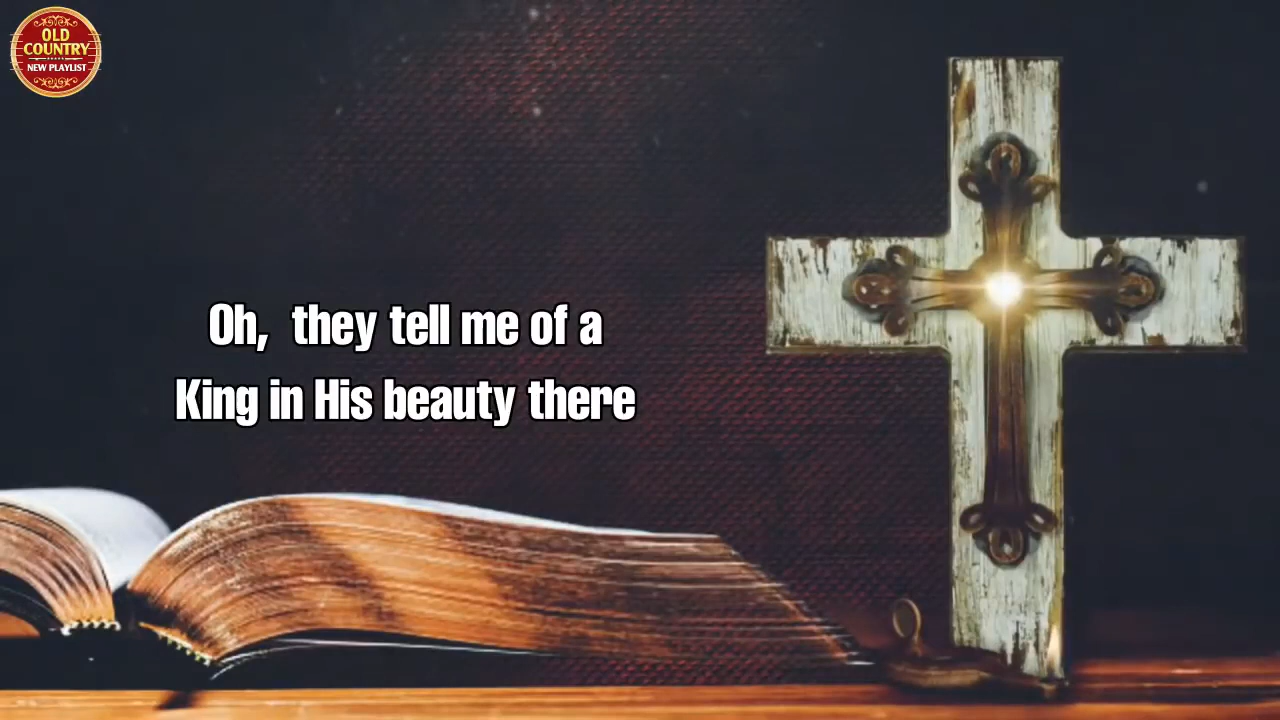 OLD
COUNTRY
NEW PLAYLIST
Oh, they tell me of a
King in His beauty there